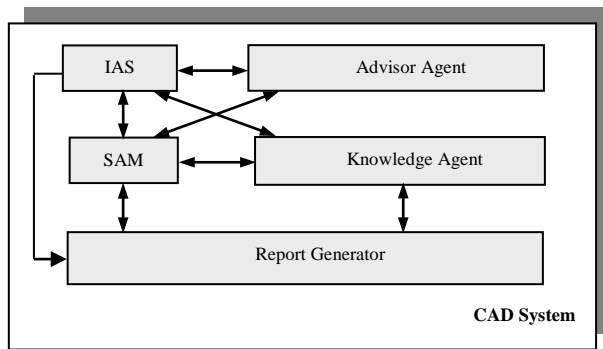 IAS
Advisor Agent
SAM
Knowledge Agent
Report Generator
CAD System